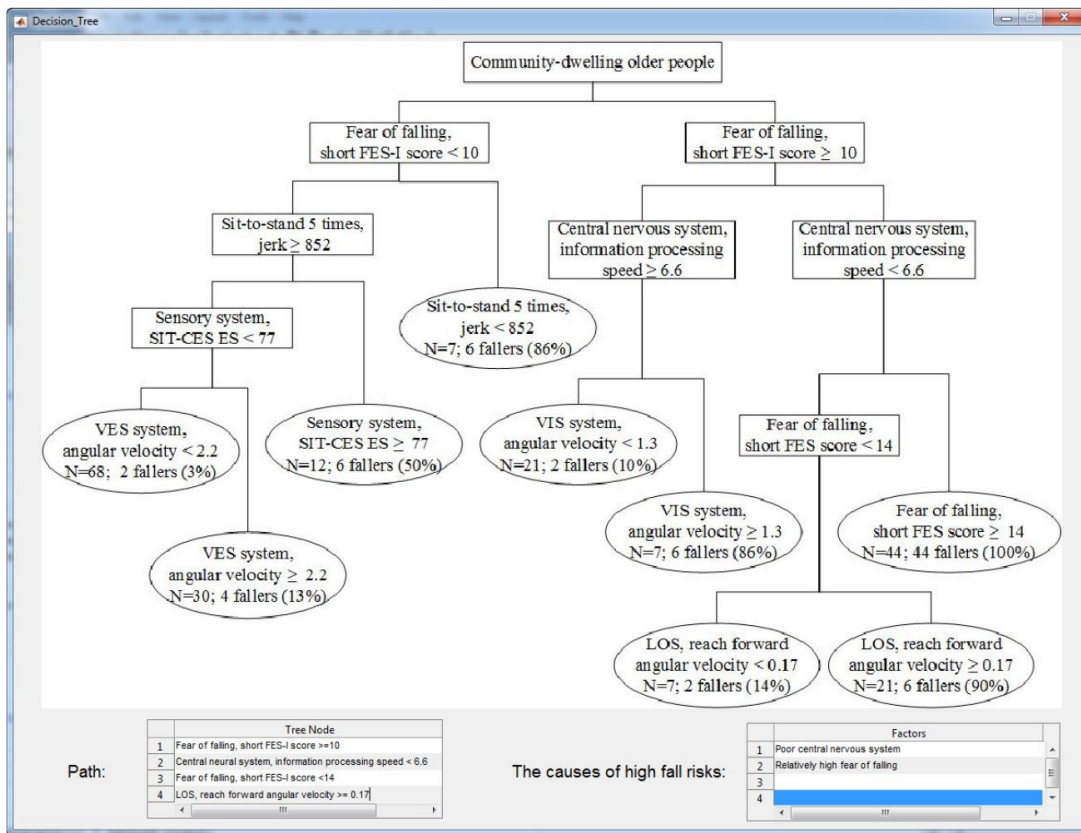 Decision_Tree
Community-dwelling older people
Fear of falling,
short FES-I score < 10
Fear of falling,
short FES-I score ≥ 10
Sit-to-stand 5 times,
jerk ≥ 852
Central nervous system,
information processing
speed ≥ 6.6
Central nervous system,
information processing
speed < 6.6
Sit-to-stand 5 times,
jerk < 852
N=7; 6 fallers (86%)
Sensory system,
SIT-CES ES < 77
VES system,
angular velocity < 2.2
N=68; 2 fallers (3%)
Sensory system,
SIT-CES ES ≥ 77
N=12; 6 fallers (50%)
VIS system,
angular velocity < 1.3
N=21; 2 fallers (10%)
Fear of falling,
short FES score < 14
VIS system,
angular velocity ≥ 1.3
N=7; 6 fallers (86%)
Fear of falling,
short FES score ≥ 14
N=44; 44 fallers (100%)
VES system,
angular velocity ≥ 2.2
N=30; 4 fallers (13%)
LOS, reach forward
angular velocity < 0.17
N=7; 2 fallers (14%)
LOS, reach forward
angular velocity ≥ 0.17
N=21; 6 fallers (90%)
Path:
Tree Node
1 Fear of falling, short FES-I score >=10
2 Central neural system, information processing speed < 6.6
3 Fear of falling, short FES-I score <14
4 LOS, reach forward angular velocity >= 0.17
The causes of high fall risks:
Factors
1 Poor central nervous system
2 Relatively high fear of falling
3
4